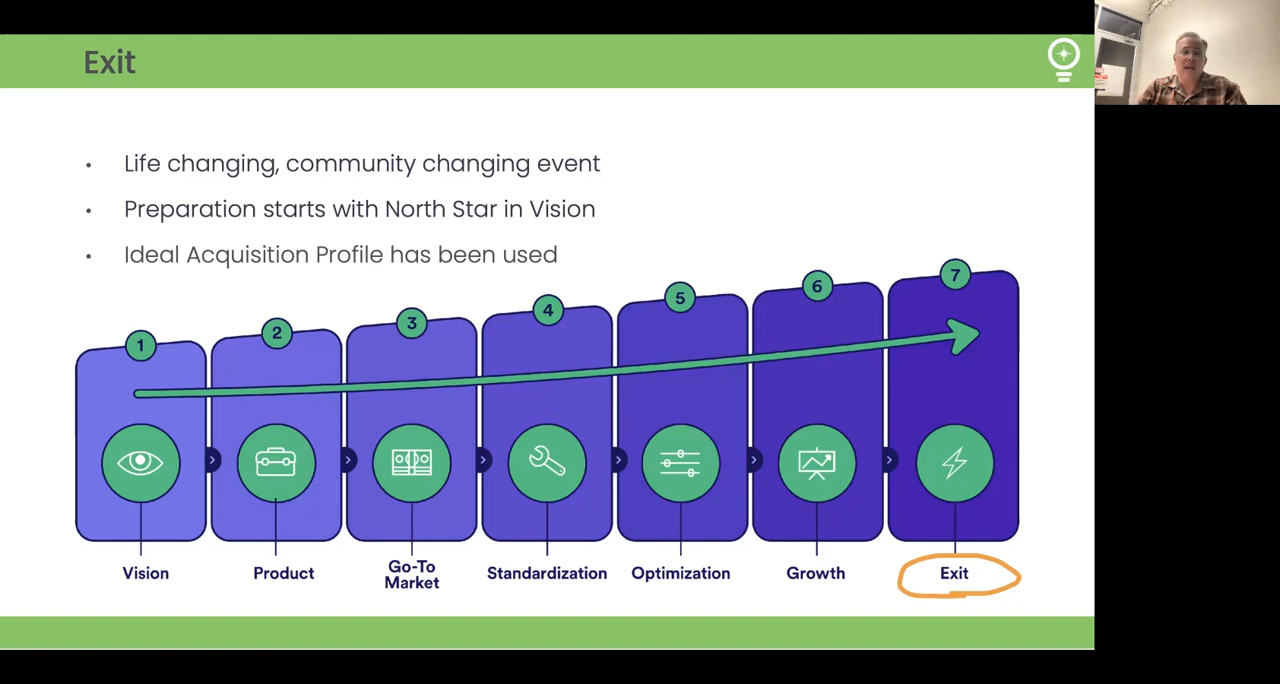 Exit
• Life changing, community changing event
• Preparation starts with North Star in Vision
• Ideal Acquisition Profile has been used
1
2
3
4
5
6
7
Vision
Product
Go-To
Market
Standardization
Optimization
Growth
Exit